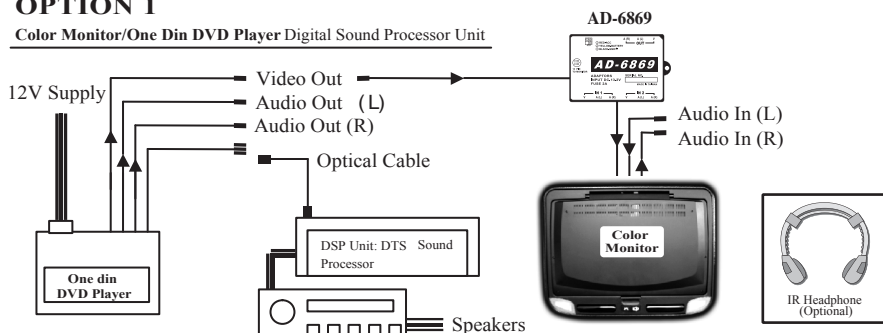 OPTION 1
Color Monitor/One Din DVD Player Digital Sound Processor Unit
AD-6869
12V Supply
Video Out
Audio Out (L)
Audio Out (R)
Optical Cable
AD-6869
Audio In (L)
Audio In (R)
One din
DVD Player
DSP Unit: DTS Sound
Processor
Speakers
Color
Monitor
IR Headphone
(Optional)